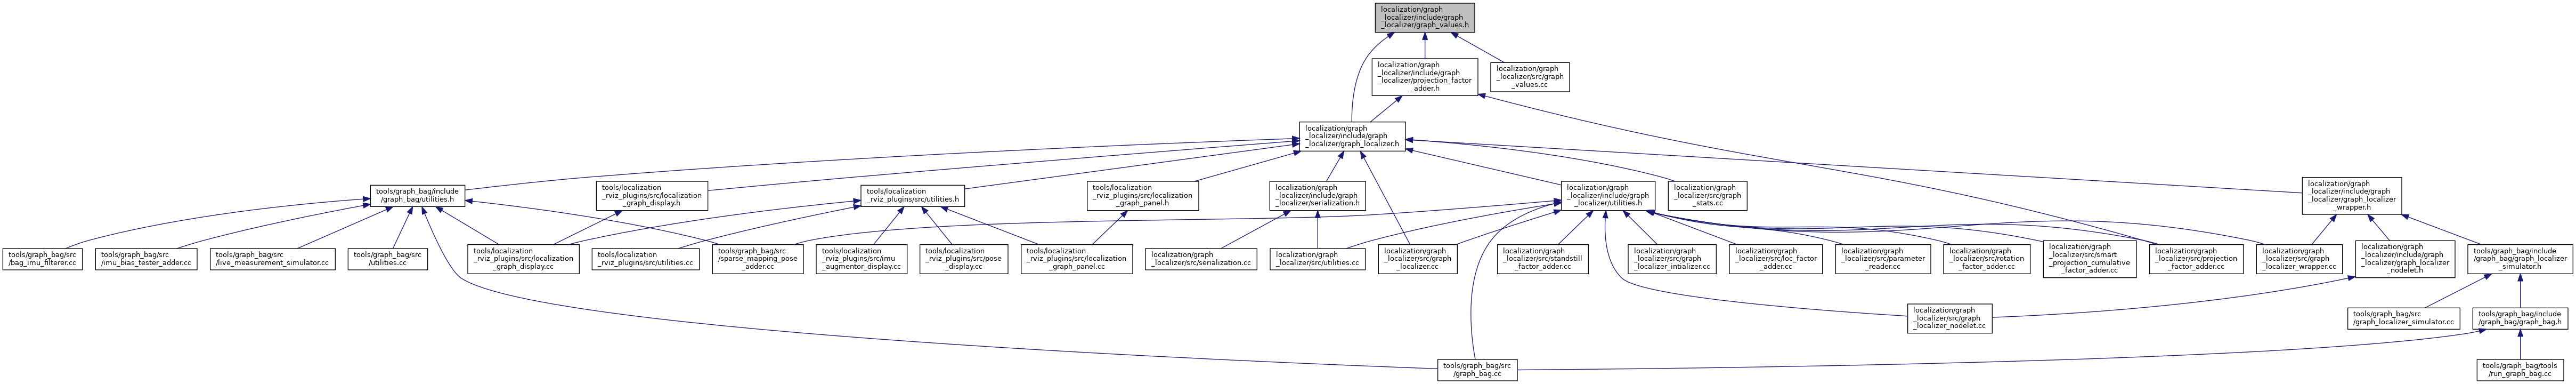 localization/graph
_localizer/include/graph
_localizer/graph_values.h
localization/graph
_localizer/include/graph
_localizer/projection_factor
_adder.h
localization/graph
_localizer/src/graph
_values.cc
localization/graph
_localizer/include/graph
_localizer/graph_localizer.h
tools/graph_bag/include
/graph_bag/utilities.h
tools/localization
_rviz_plugins/src/localization
_graph_display.h
tools/localization
_rviz_plugins/src/utilities.h
tools/localization
_rviz_plugins/src/localization
_graph_panel.h
localization/graph
_localizer/include/graph
_localizer/serialization.h
localization/graph
_localizer/include/graph
_localizer/utilities.h
localization/graph
_localizer/src/graph
_stats.cc
localization/graph
_localizer/include/graph
_localizer/graph_localizer
_wrapper.h
tools/graph_bag/src
/bag_imu_filterer.cc
tools/graph_bag/src
/imu_bias_tester_adder.cc
tools/graph_bag/src
/live_measurement_simulator.cc
tools/graph_bag/src
/utilities.cc
tools/localization
_rviz_plugins/src/localization
_graph_display.cc
tools/localization
_rviz_plugins/src/utilities.cc
tools/graph_bag/src
/sparse_mapping_pose
_adder.cc
tools/localization
_rviz_plugins/src/imu
_augmentor_display.cc
tools/localization
_rviz_plugins/src/pose
_display.cc
tools/localization
_rviz_plugins/src/localization
_graph_panel.cc
localization/graph
_localizer/src/serialization.cc
localization/graph
_localizer/src/utilities.cc
localization/graph
_localizer/src/graph
_localizer.cc
localization/graph
_localizer/src/standstill
_factor_adder.cc
localization/graph
_localizer/src/graph
_localizer_intializer.cc
localization/graph
_localizer/src/loc_factor
_adder.cc
localization/graph
_localizer/src/parameter
_reader.cc
localization/graph
_localizer/src/rotation
_factor_adder.cc
localization/graph
_localizer/src/smart
_projection_cumulative
_factor_adder.cc
localization/graph
_localizer/src/projection
_factor_adder.cc
localization/graph
_localizer/src/graph
_localizer_wrapper.cc
localization/graph
_localizer/include/graph
_localizer/graph_localizer
_nodelet.h
tools/graph_bag/include
/graph_bag/graph_localizer
_simulator.h
localization/graph
_localizer/src/graph
_localizer_nodelet.cc
tools/graph_bag/src
/graph_localizer_simulator.cc
tools/graph_bag/include
/graph_bag/graph_bag.h
tools/graph_bag/src
/graph_bag.cc
tools/graph_bag/tools
/run_graph_bag.cc